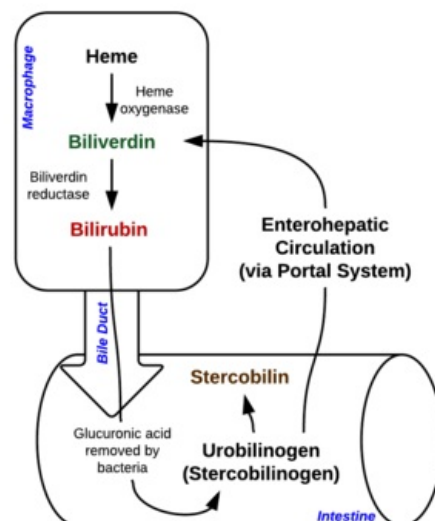 Macrophage
Heme
Heme
oxygenase
Biliverdin
Biliverdin
reductase
Bilirubin
Enterohepatic
Circulation
(via Portal System)
Bile Duct
Stercobilin
Glucuronic acid
removed by
bacteria
Urobilinogen
(Stercobilinogen)
Intestine